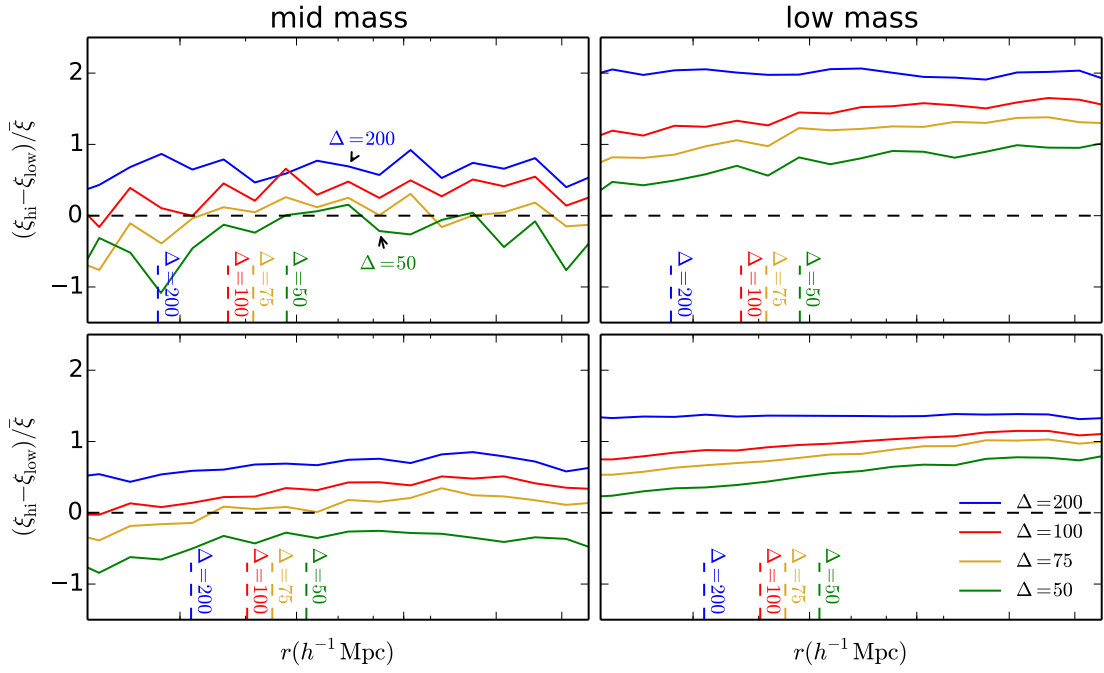 mid mass
low mass
(ξhi−ξlow)/ξ̅
2
1
0
−1
Δ=200
Δ=50
Δ=200
Δ=100
Δ=75
Δ=50
Δ=200
Δ=100
Δ=75
Δ=50
(ξhi−ξlow)/ξ̅
2
1
0
−1
Δ=200
Δ=100
Δ=75
Δ=50
Δ=200
Δ=100
Δ=75
Δ=50
Δ=200
Δ=100
Δ=75
Δ=50
r(h⁻¹ Mpc)
r(h⁻¹ Mpc)